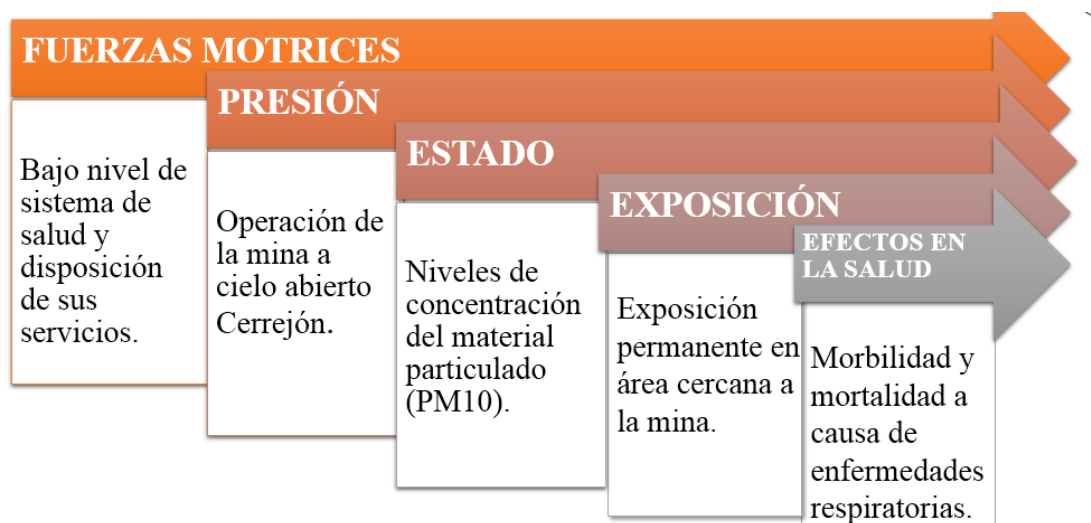 FUERZAS MOTRICES
Bajo nivel de
sistema de
salud y
disposición
de sus
servicios.
PRESIÓN
Operación de
la mina a
cielo abierto
Cerrejón.
ESTADO
Niveles de
concentración
del material
particulado
(PM10).
EXPOSICIÓN
Exposición
permanente en
área cercana a
la mina.
EFECTOS EN
LA SALUD
Morbilidad y
mortalidad a
causa de
enfermedades
respiratorias.